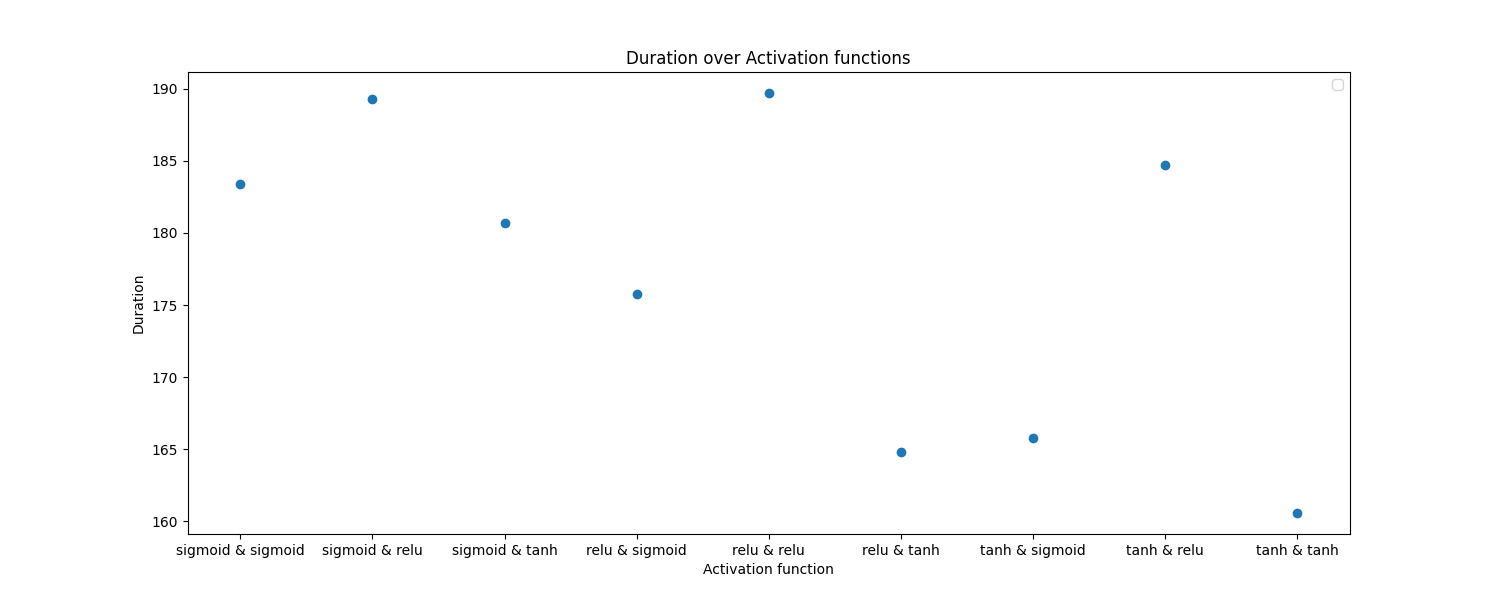 Duration over Activation functions
190
185
180
175
170
165
160
Duration
sigmoid & sigmoid sigmoid & relu sigmoid & tanh relu & sigmoid relu & relu relu & tanh tanh & sigmoid tanh & relu tanh & tanh
Activation function